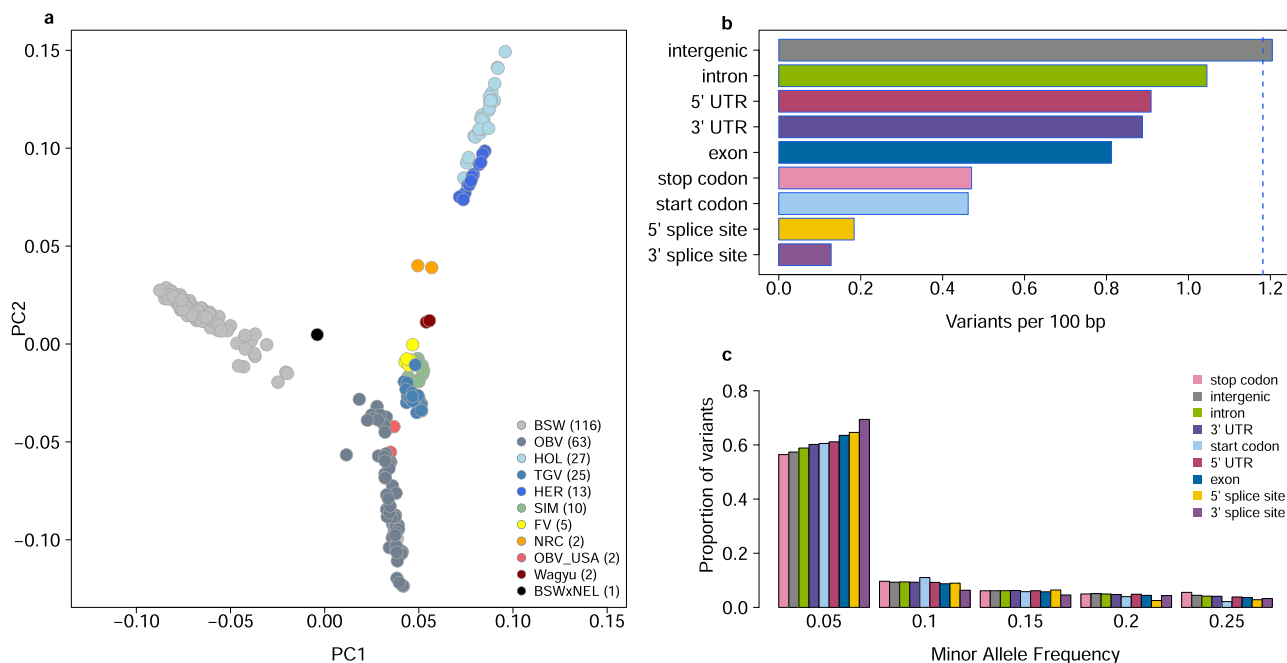 a
0.15
0.10
0.05
0.00
−0.05
−0.10
PC2
−0.10
−0.05
0.00
0.05
0.10
0.15
PC1
BSW (116)
OBV (63)
HOL (27)
TGV (25)
HER (13)
SIM (10)
FV (5)
NRC (2)
OBV_USA (2)
Wagyu (2)
BSWxNEL (1)
b
intergenic
intron
5' UTR
3' UTR
exon
stop codon
start codon
5' splice site
3' splice site
0.0
0.2
0.4
0.6
0.8
1.0
1.2
Variants per 100 bp
c
0.8
0.6
0.4
0.2
0.0
Proportion of variants
stop codon
intergenic
intron
3' UTR
start codon
5' UTR
exon
5' splice site
3' splice site
0.05
0.1
0.15
0.2
0.25
Minor Allele Frequency